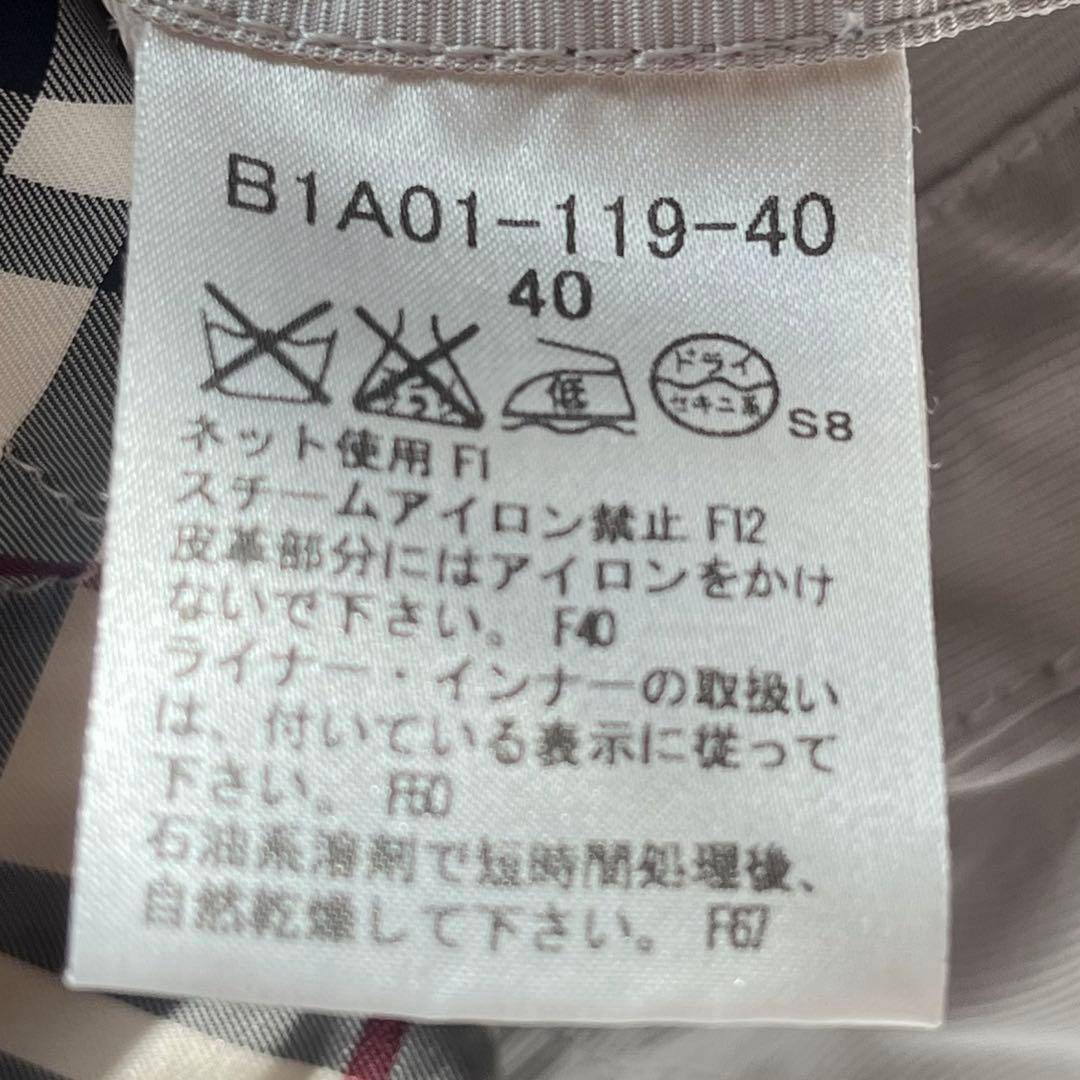 B1A01-119-40
40
低
ドライ
セキユ系
S8
ネット使用 F1
スチームアイロン禁止 F12
皮革部分にはアイロンをかけ
ないで下さい。 F40
ライナー・インナーの取扱い
は、付いている表示に従って
下さい。 F50
石油系溶剤で短時間処理後、
自然乾燥して下さい。 F67